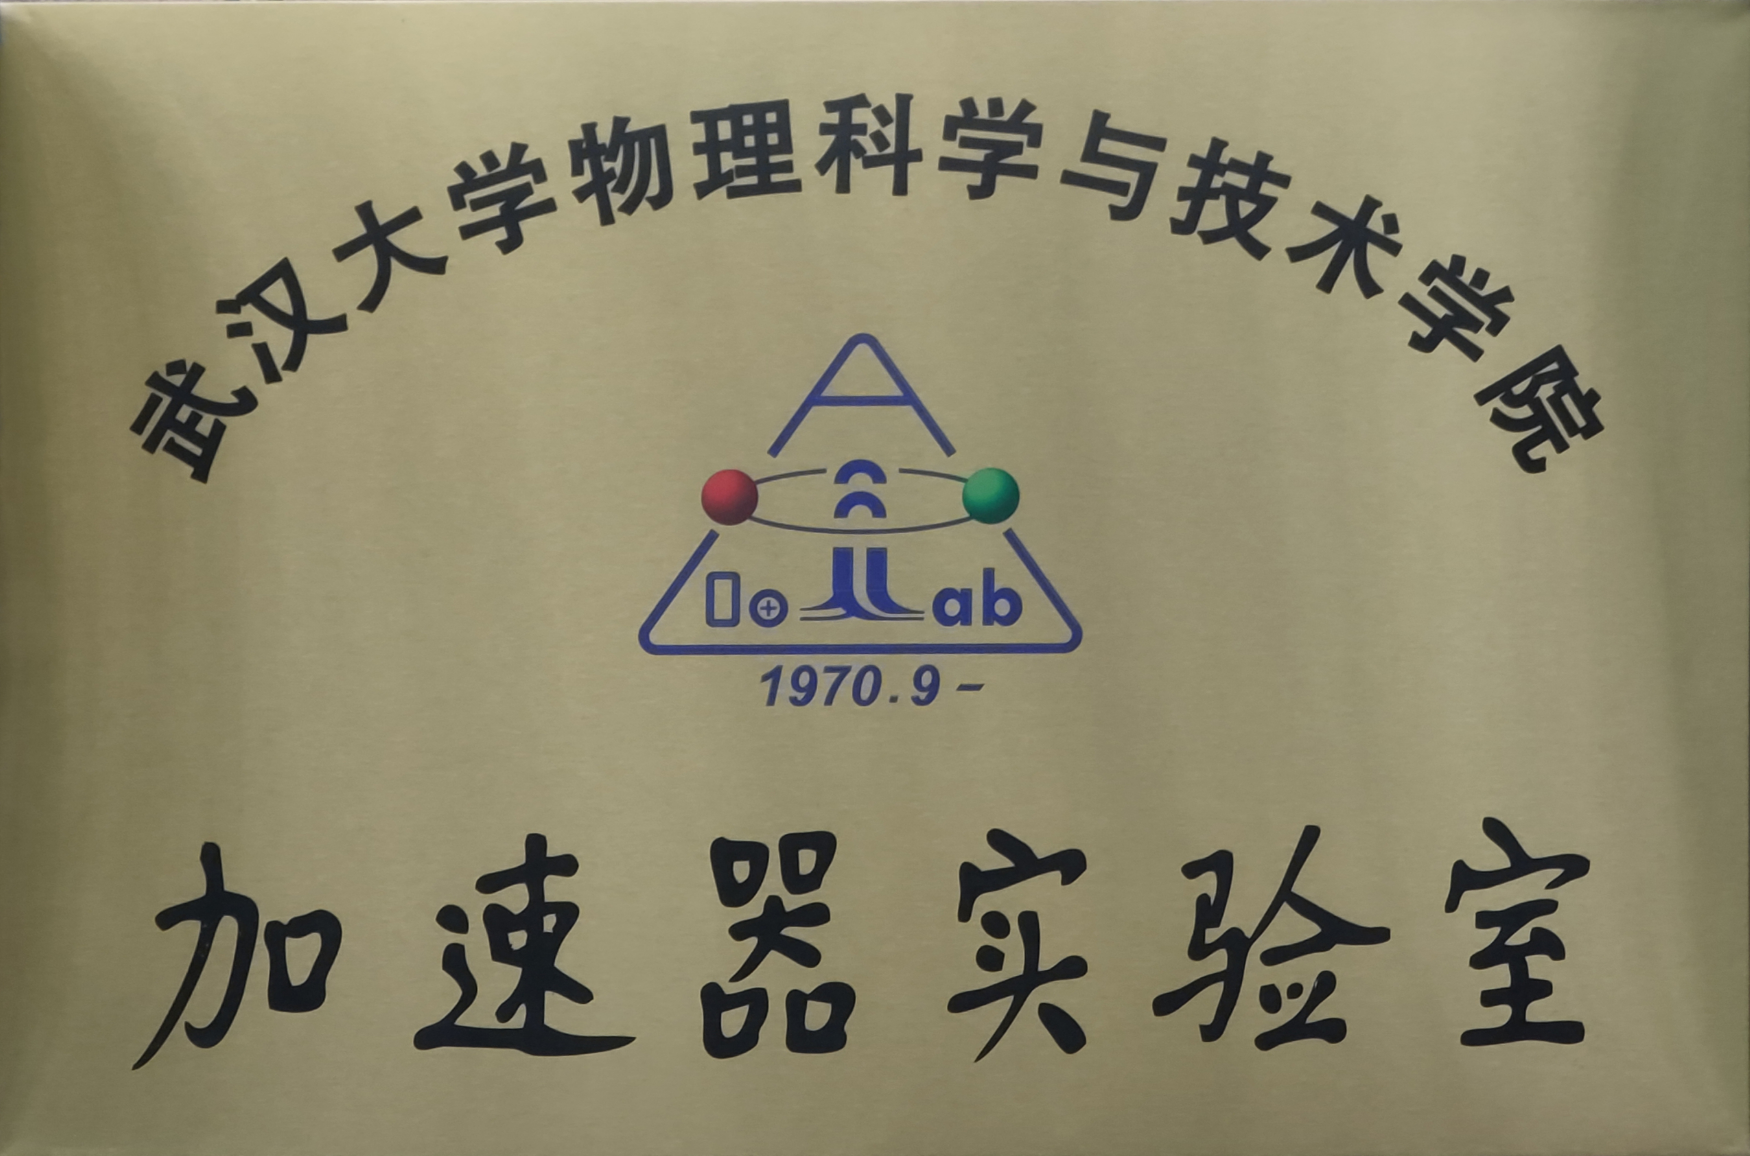 武汉大学物理科学与技术学院
ab
1970.9-
加速器实验室